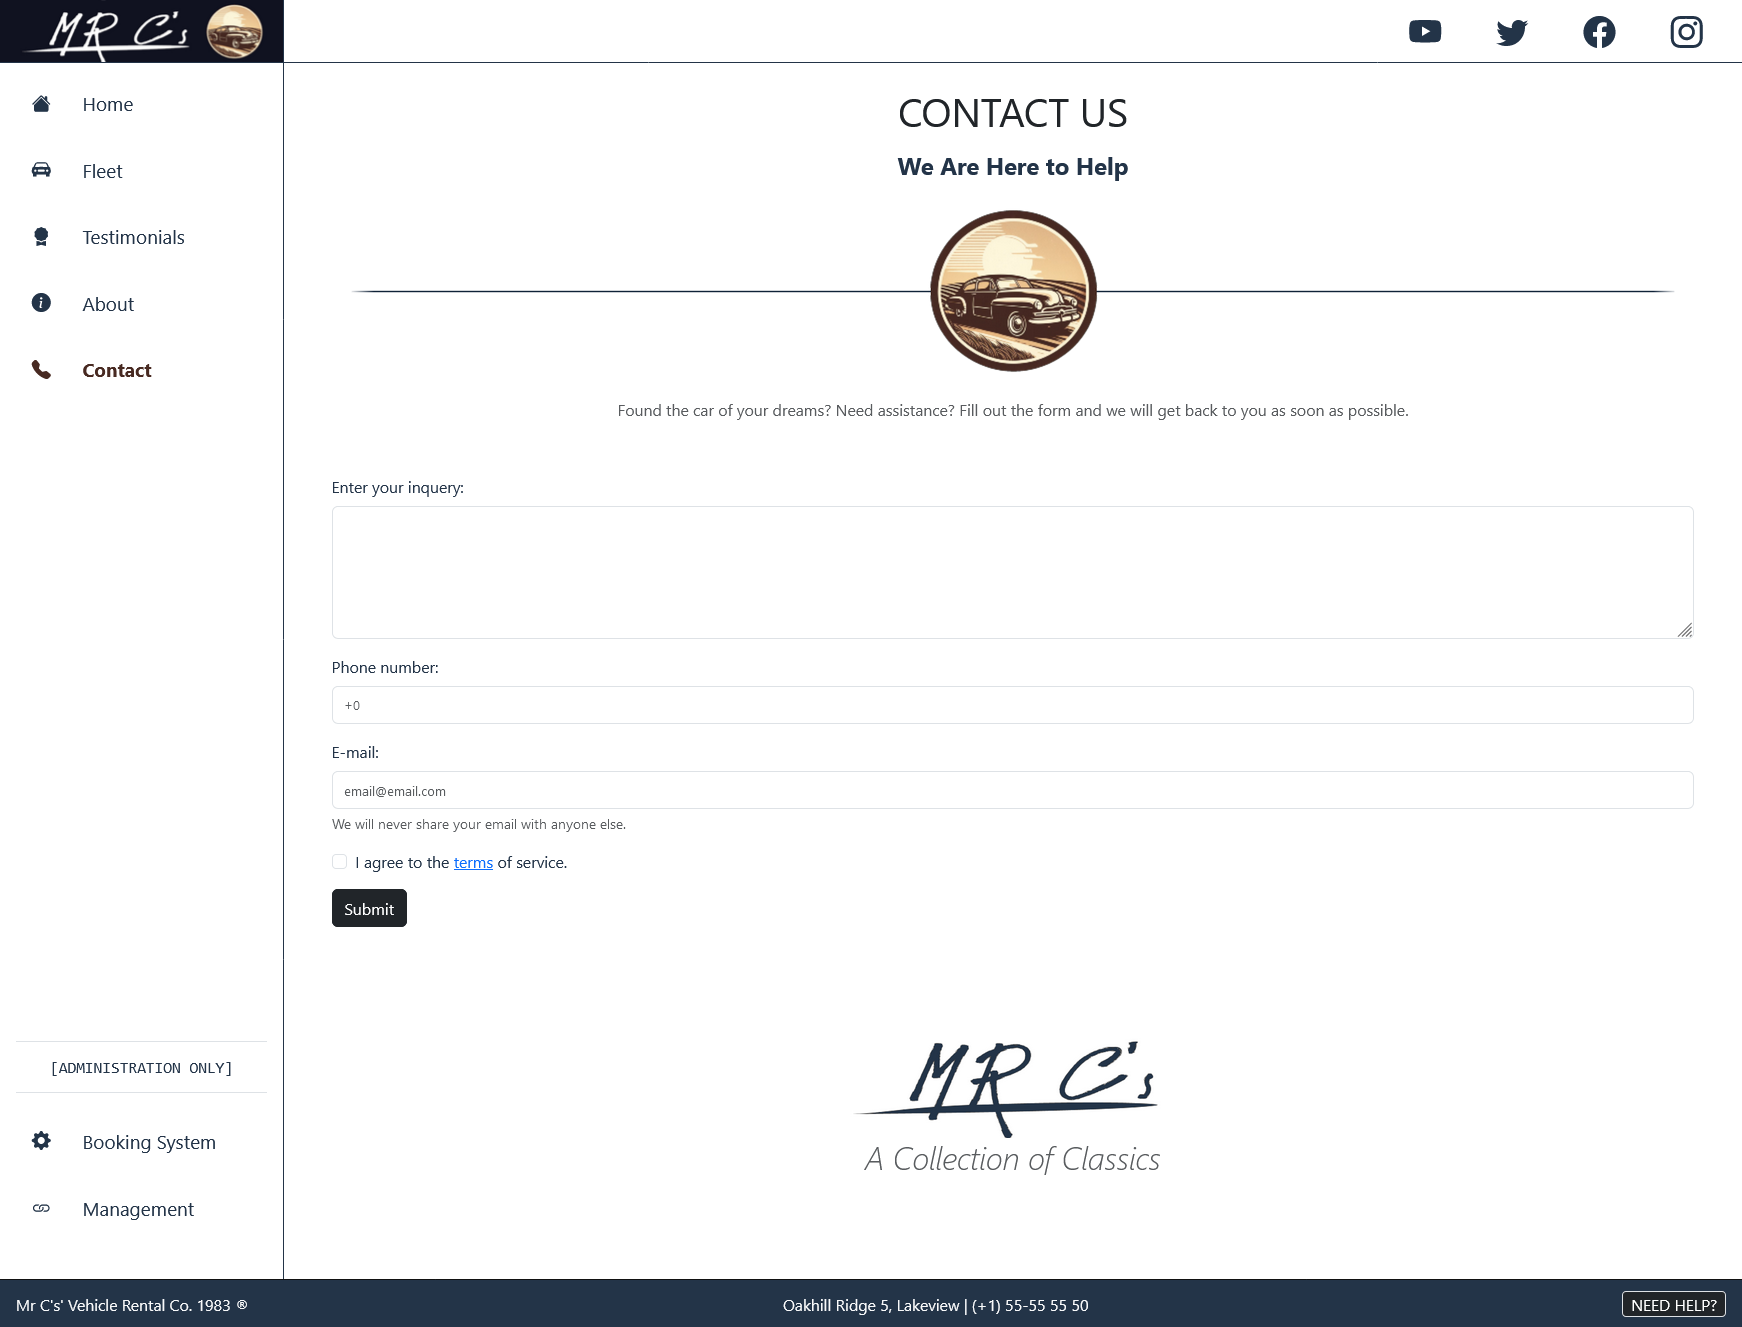 MR C's
Home
Fleet
Testimonials
About
Contact
CONTACT US
We Are Here to Help
Found the car of your dreams? Need assistance? Fill out the form and we will get back to you as soon as possible.
Enter your inquery:
Phone number:
+0
E-mail:
email@email.com
We will never share your email with anyone else.
I agree to the terms of service.
Submit
[ADMINISTRATION ONLY]
Booking System
Management
MR C's
A Collection of Classics
Mr C's' Vehicle Rental Co. 1983 ®
Oakhill Ridge 5, Lakeview | (+1) 55-55 55 50
NEED HELP?